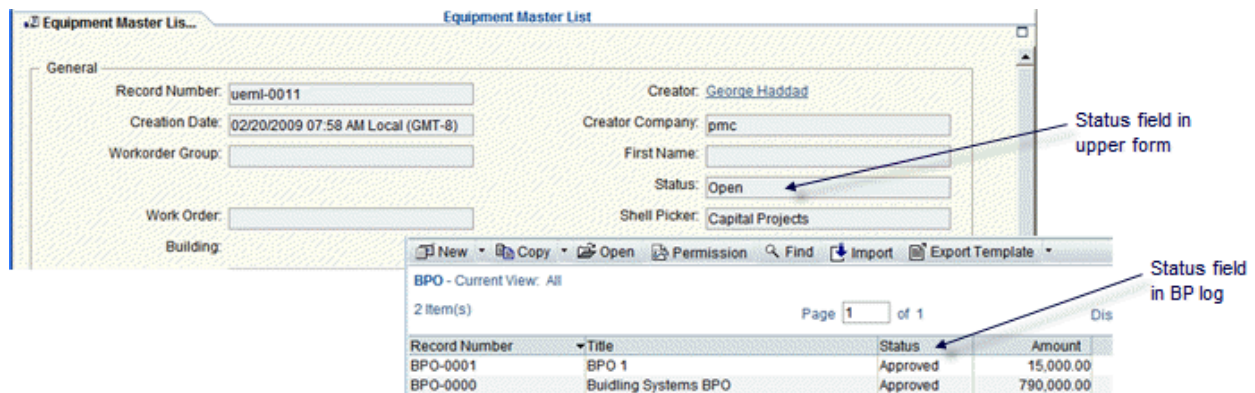 Equipment Master Lis...
Equipment Master List
General
Record Number: ueml-0011
Creator: George Haddad
Creation Date: 02/20/2009 07:58 AM Local (GMT-8)
Creator Company: pmc
Workorder Group:
First Name:
Status: Open
Work Order:
Shell Picker: Capital Projects
Building:
Status field in
upper form
New Copy Open Permission Find Import Export Template
BPO - Current View: All
2 Item(s)
Page 1 of 1
Dis
Status field
in BP log
Record Number Title Status Amount
BPO-0001 BPO 1 Approved 15,000.00
BPO-0000 Buidling Systems BPO Approved 790,000.00